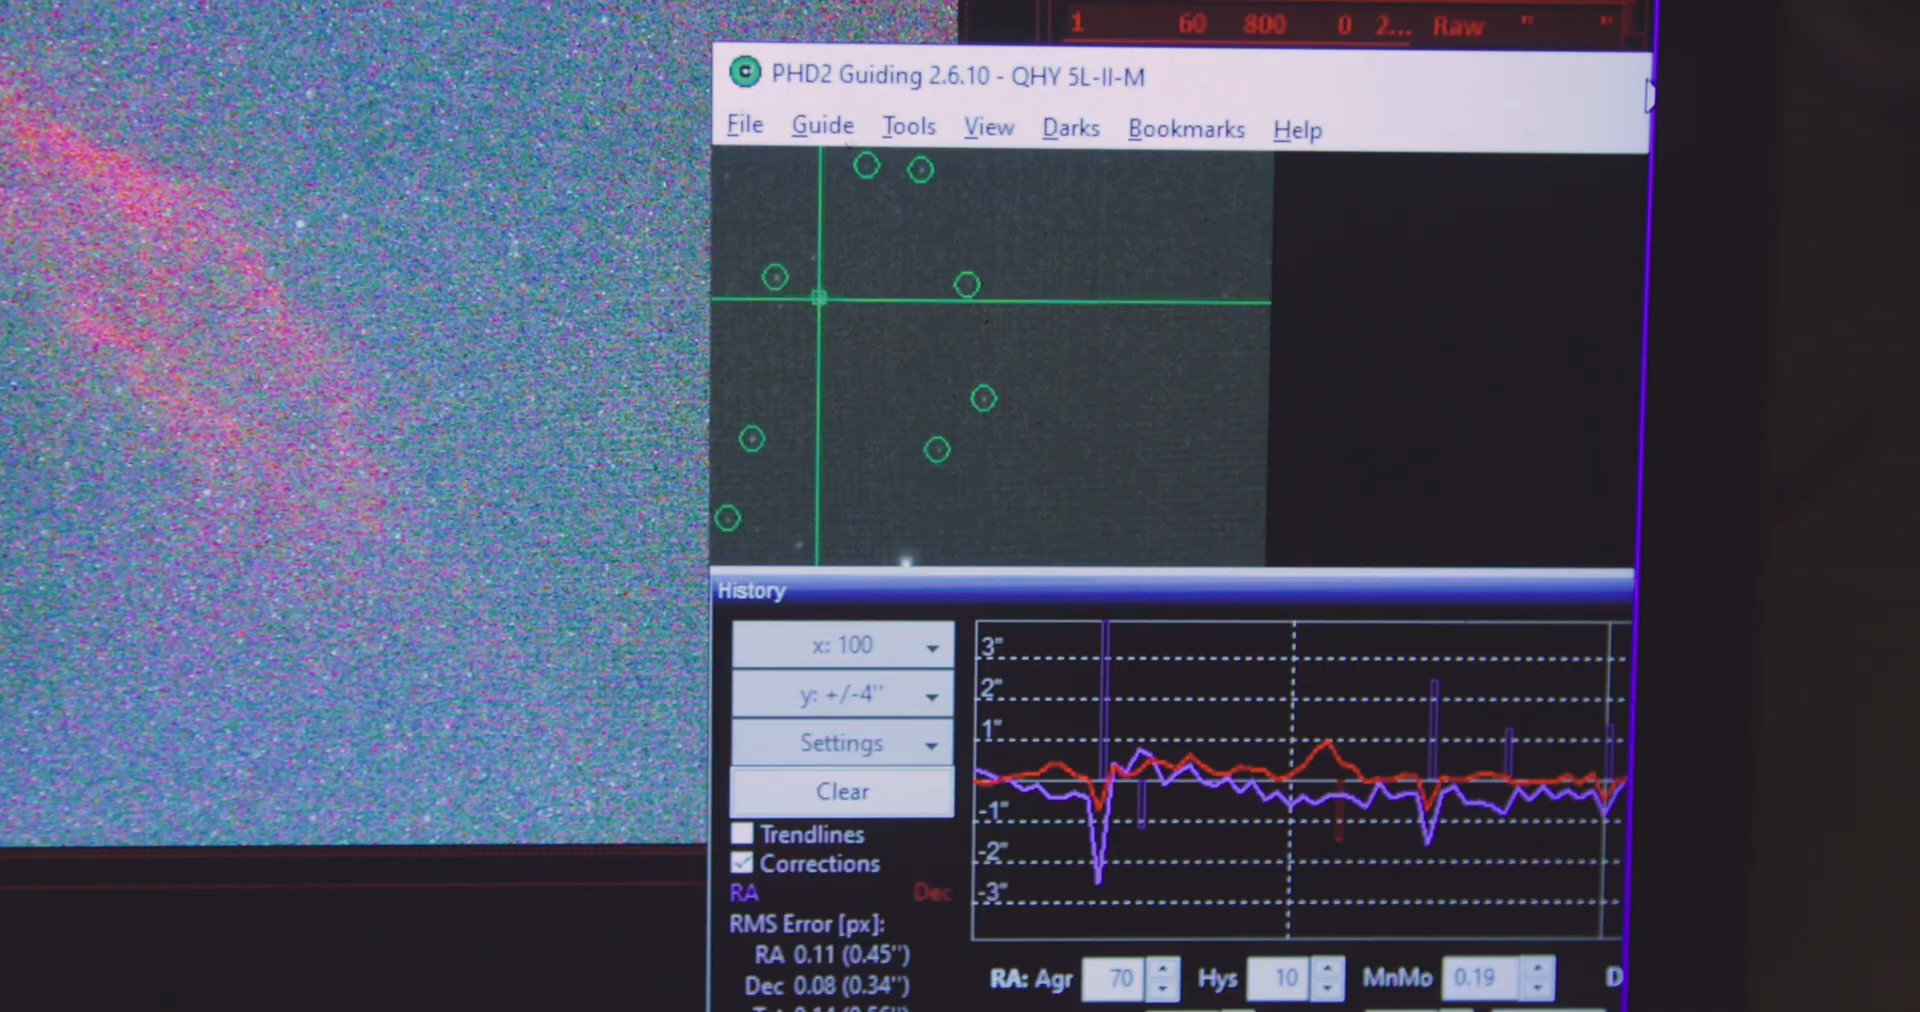 1 60 800 0 2... Raw " "
PHD2 Guiding 2.6.10 - QHY 5L-II-M
File Guide Tools View Darks Bookmarks Help
History
x: 100
y: +/-4"
Settings
Clear
Trendlines
Corrections
RA Dec
RMS Error [px]:
RA 0.11 (0.45")
Dec 0.08 (0.34")
3"
2"
1"
-1"
-2"
-3"
RA: Agr 70 Hys 10 MnMo 0.19 D